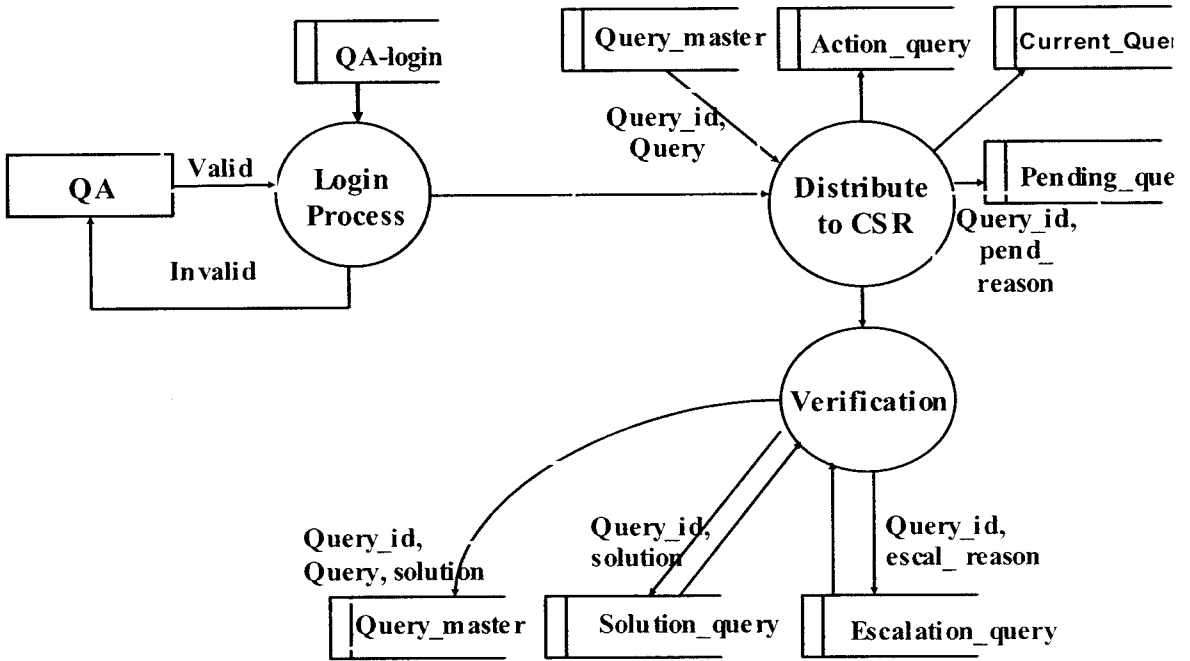 QA-login
Query_master
Action_query
Current_Que
Query_id,
Query
QA
Valid
Login
Process
Distribute
to CSR
Pending_que
Query_id,
pend_
reason
Invalid
Verification
Query_id,
Query, solution
Query_id,
solution
Query_id,
escal_ reason
Query_master
Solution_query
Escalation_query